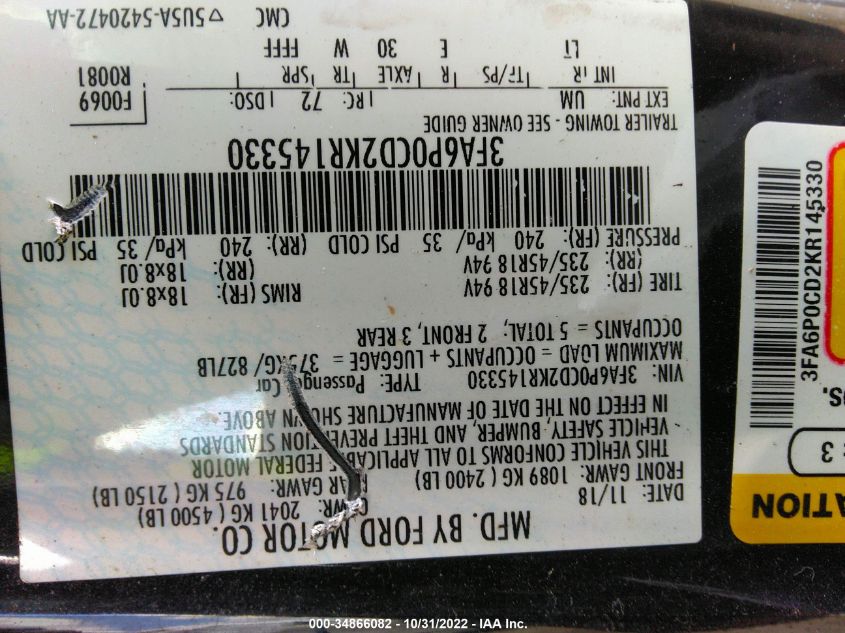 MFD. BY FORD MOTOR CO.
DATE: 11/18 GVWR: 2041 KG ( 4500 LB)
FRONT GAWR: 1089 KG ( 2400 LB) REAR GAWR: 975 KG ( 2150 LB)
THIS VEHICLE CONFORMS TO ALL APPLICABLE FEDERAL MOTOR
VEHICLE SAFETY, BUMPER, AND THEFT PREVENTION STANDARDS
IN EFFECT ON THE DATE OF MANUFACTURE SHOWN ABOVE.
VIN: 3FA6P0CD2KR145330 TYPE: Passenger Car
MAXIMUM LOAD = OCCUPANTS + LUGGAGE = 375KG/ 827LB
OCCUPANTS = 5 TOTAL; 2 FRONT, 3 REAR
TIRE (FR): 235/45R18 94V RIMS (FR): 18x8.0J
(RR): 235/45R18 94V (RR): 18x8.0J
PRESSURE (FR): 240 kPa/ 35 PSI COLD (RR): 240 kPa/ 35 PSI COLD
3FA6P0CD2KR145330
TRAILER TOWING - SEE OWNER GUIDE
EXT PNT: UM RC: 72 DSO: F0069
R0081
INT TR TP/PS R AXLE TR SPR
LT E 30 W FFFF
CMC ▽5U5A-5420472-AA
3FA6P0CD2KR145330
3
ATION
000-34866082 - 10/31/2022 - IAA Inc.